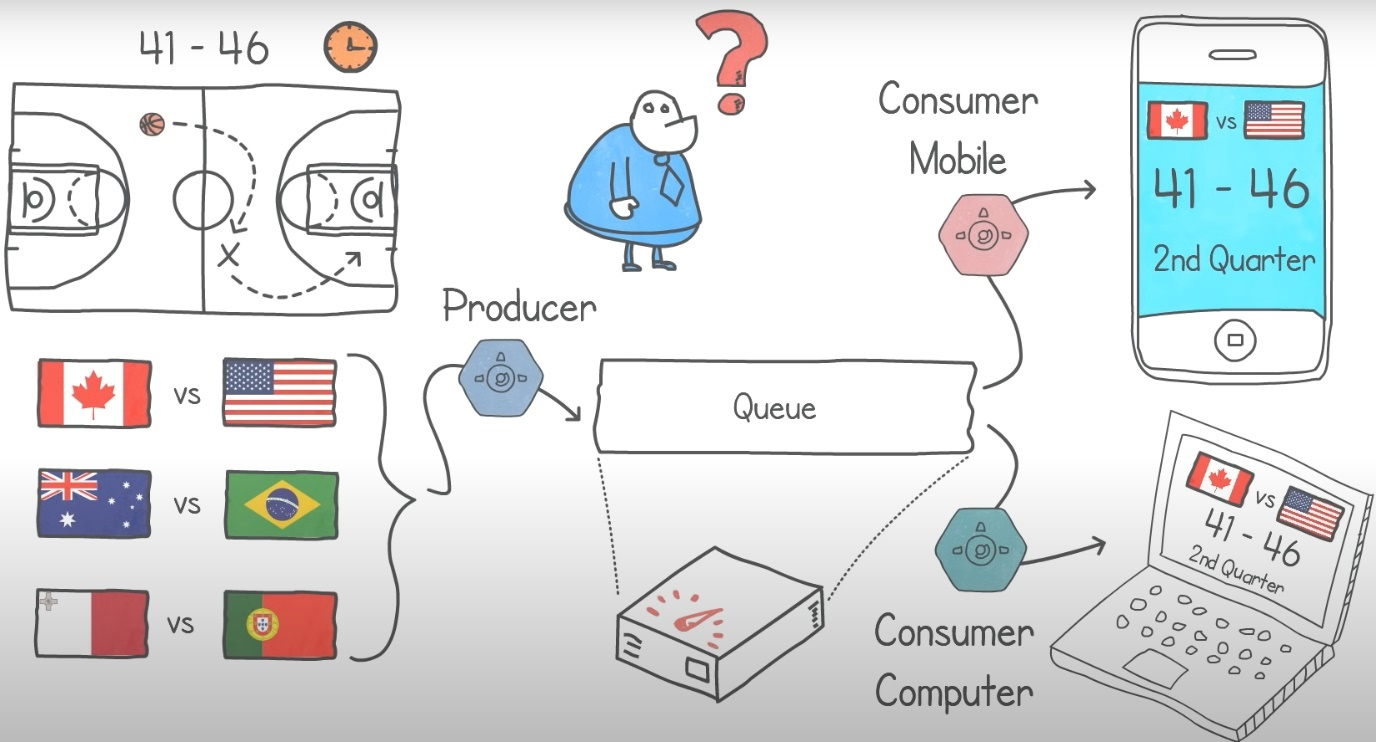 41 - 46
vs
vs
vs
Producer
Queue
Consumer
Mobile
vs
41 - 46
2nd Quarter
Consumer
Computer
vs
41 - 46
2nd Quarter